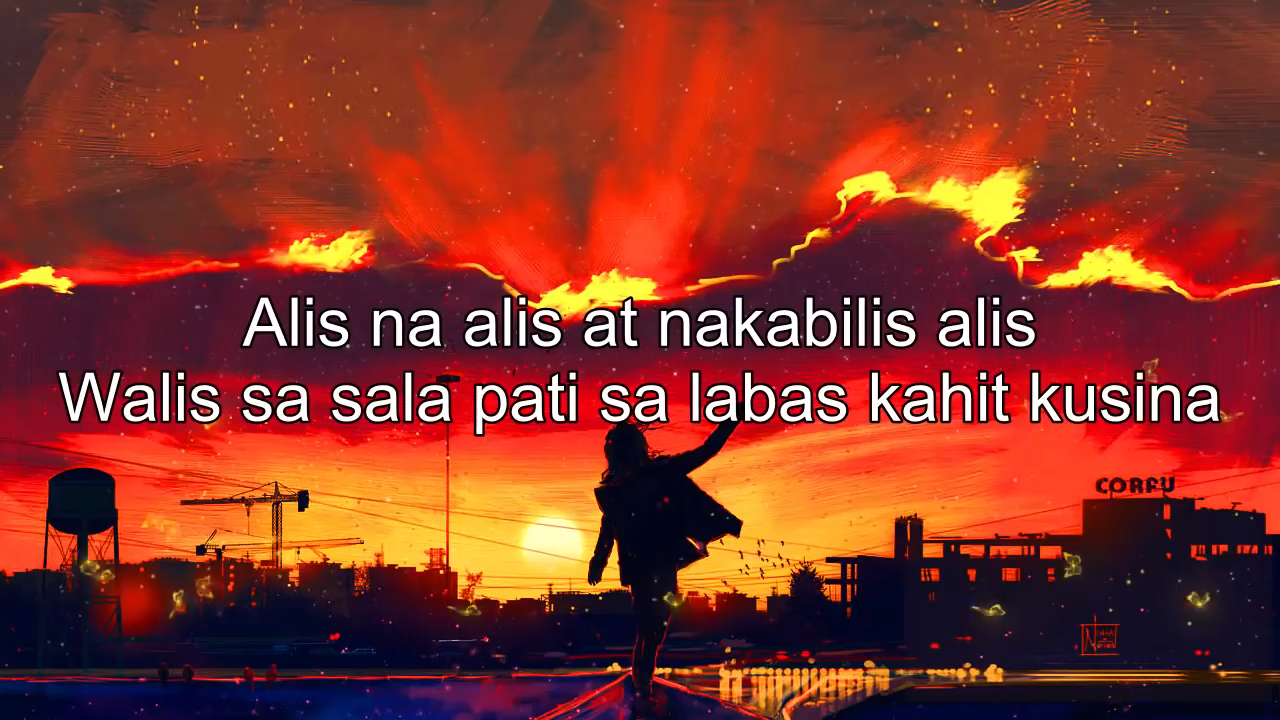 Alis na alis at nakabilis alis
Walis sa sala pati sa labas kahit kusina
CORFU